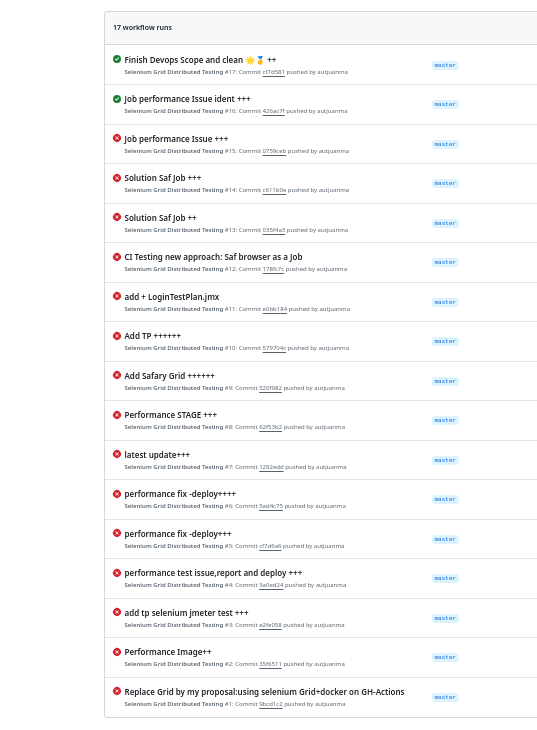 17 workflow runs
Finish Devops Scope and clean 🌟🏅 ++
Selenium Grid Distributed Testing #17: Commit cf7d581 pushed by autjuanma
master
Job performance Issue ident +++
Selenium Grid Distributed Testing #16: Commit 426ac7f pushed by autjuanma
master
Job performance Issue +++
Selenium Grid Distributed Testing #15: Commit 0759ceb pushed by autjuanma
master
Solution Saf Job +++
Selenium Grid Distributed Testing #14: Commit c611b0e pushed by autjuanma
master
Solution Saf Job ++
Selenium Grid Distributed Testing #13: Commit 035f4a3 pushed by autjuanma
master
CI Testing new approach: Saf browser as a Job
Selenium Grid Distributed Testing #12: Commit 178fc7c pushed by autjuanma
master
add + LoginTestPlan.jmx
Selenium Grid Distributed Testing #11: Commit e0bb184 pushed by autjuanma
master
Add TP ++++++
Selenium Grid Distributed Testing #10: Commit 579704c pushed by autjuanma
master
Add Safary Grid ++++++
Selenium Grid Distributed Testing #9: Commit 520f982 pushed by autjuanma
master
Performance STAGE +++
Selenium Grid Distributed Testing #8: Commit 62f53b2 pushed by autjuanma
master
latest update+++
Selenium Grid Distributed Testing #7: Commit 1292edd pushed by autjuanma
master
performance fix -deploy++++
Selenium Grid Distributed Testing #6: Commit 5ad4c75 pushed by autjuanma
master
performance fix -deploy+++
Selenium Grid Distributed Testing #5: Commit cf7d6a6 pushed by autjuanma
master
performance test issue,report and deploy +++
Selenium Grid Distributed Testing #4: Commit 5a0ed24 pushed by autjuanma
master
add tp selenium jmeter test +++
Selenium Grid Distributed Testing #3: Commit e2fe058 pushed by autjuanma
master
Performance Image++
Selenium Grid Distributed Testing #2: Commit 35f6511 pushed by autjuanma
master
Replace Grid by my proposal:using selenium Grid+docker on GH-Actions
Selenium Grid Distributed Testing #1: Commit 9bcd1c2 pushed by autjuanma
master